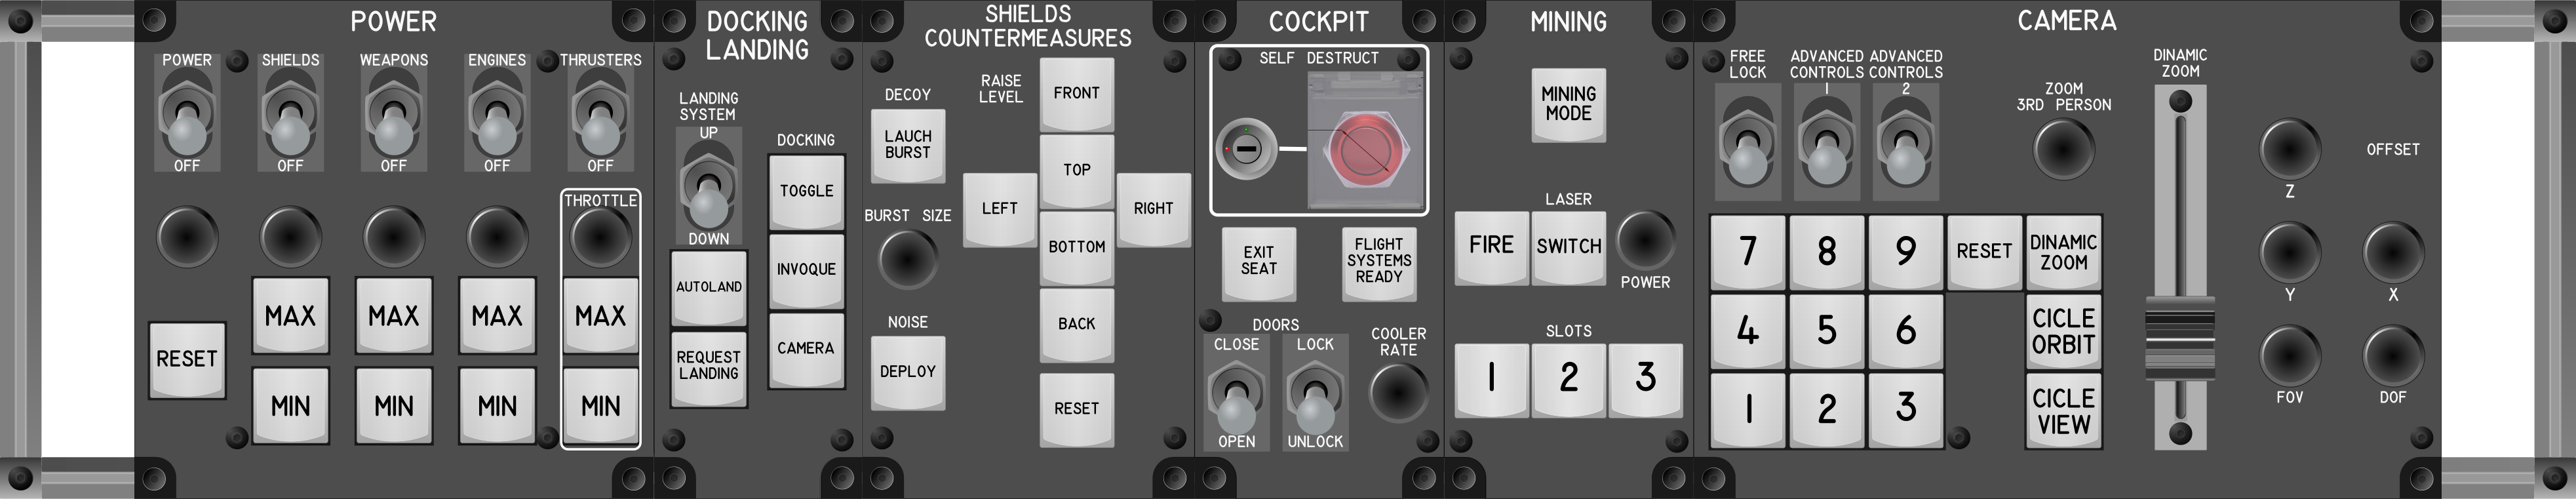 POWER
POWER
SHIELDS
WEAPONS
ENGINES
THRUSTERS
OFF
OFF
OFF
OFF
OFF
THROTTLE
MAX
MAX
MAX
MAX
RESET
MIN
MIN
MIN
MIN
DOCKING
LANDING
LANDING
SYSTEM
UP
DOWN
AUTOLAND
REQUEST
LANDING
DOCKING
TOGGLE
INVOQUE
CAMERA
SHIELDS
COUNTERMEASURES
DECOY
LAUCH
BURST
BURST SIZE
NOISE
DEPLOY
RAISE
LEVEL
FRONT
TOP
LEFT
RIGHT
BOTTOM
BACK
RESET
COCKPIT
SELF DESTRUCT
EXIT
SEAT
FLIGHT
SYSTEMS
READY
DOORS
CLOSE
LOCK
OPEN
UNLOCK
COOLER
RATE
MINING
MINING
MODE
LASER
FIRE
SWITCH
POWER
SLOTS
1
2
3
CAMERA
FREE
LOCK
ADVANCED
CONTROLS
1
ADVANCED
CONTROLS
2
ZOOM
3RD PERSON
DINAMIC
ZOOM
7
8
9
RESET
DINAMIC
ZOOM
4
5
6
CICLE
ORBIT
1
2
3
CICLE
VIEW
OFFSET
Z
Y
X
FOV
DOF